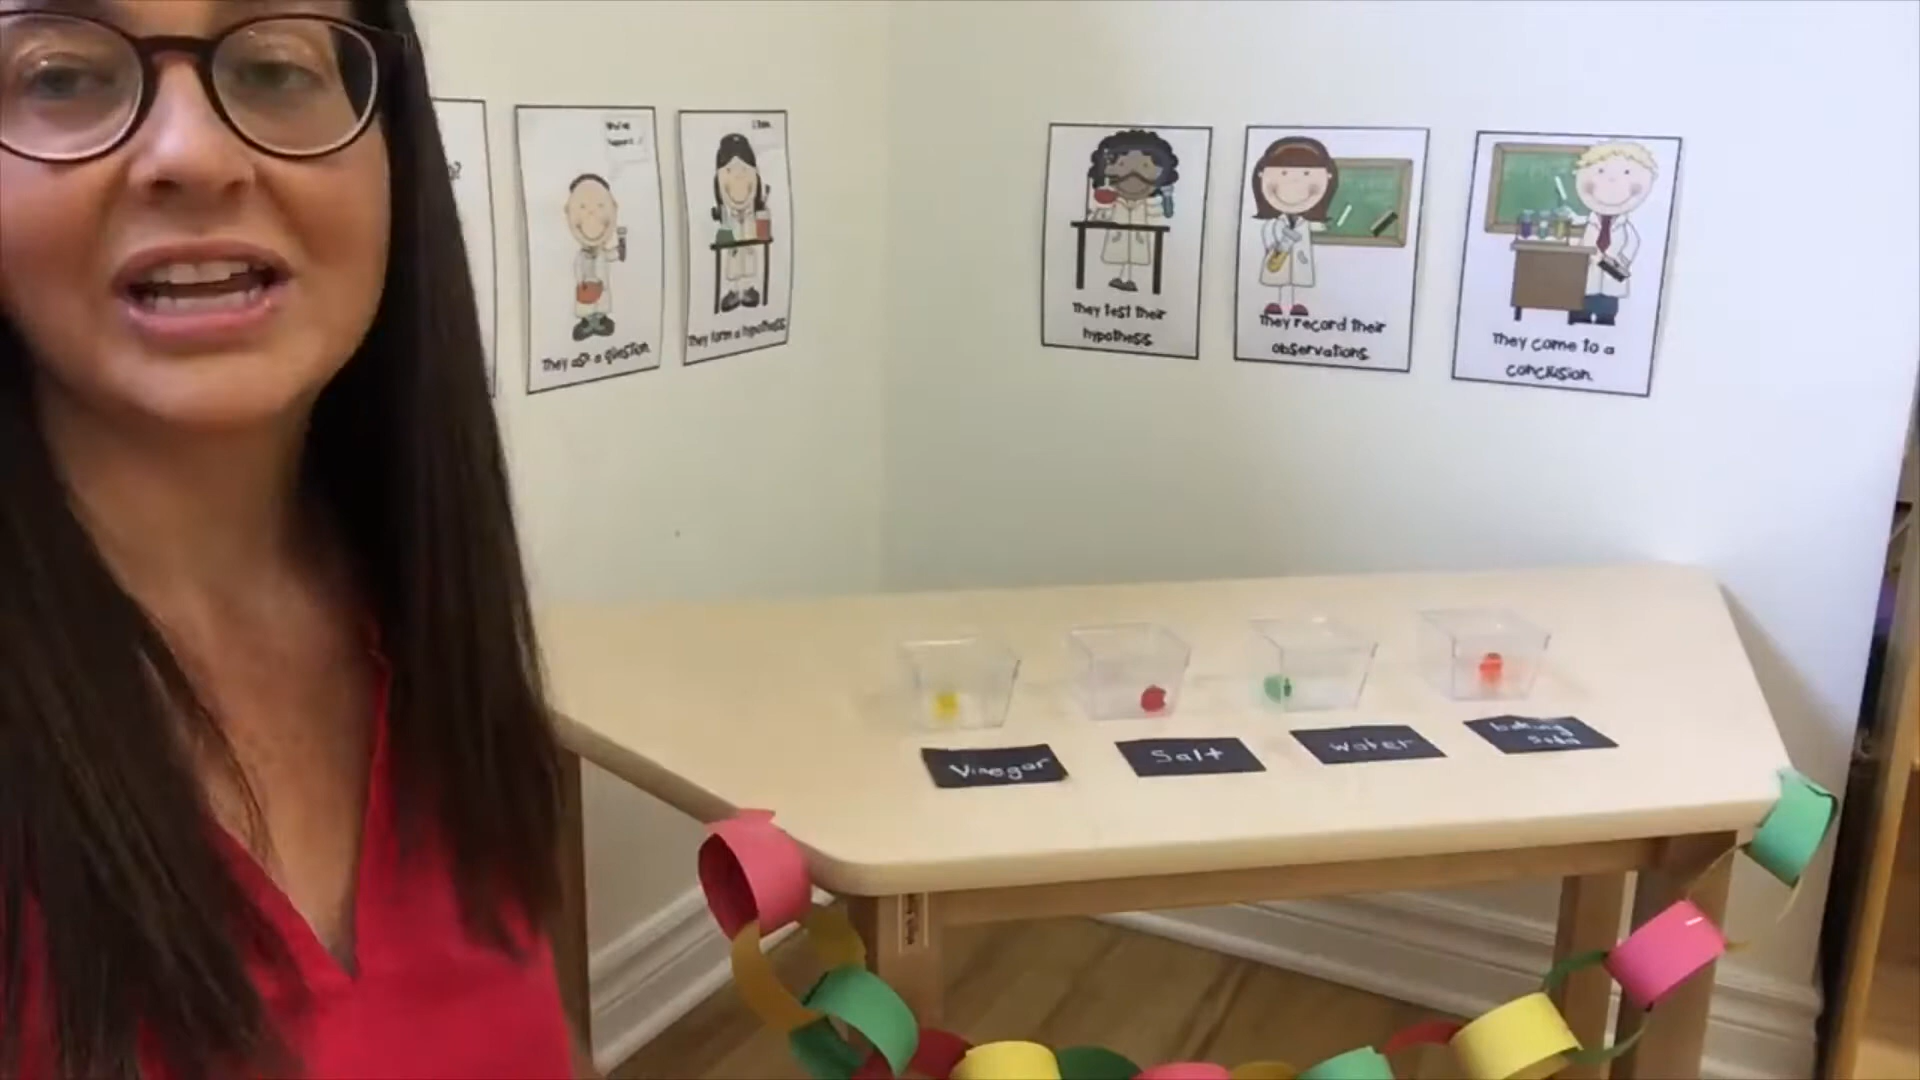 They ask a question.
I think
They form a hypothesis.
They test their
hypothesis.
They record their
observations.
They come to a
conclusion.
Vinegar
Salt
water
baking
soda